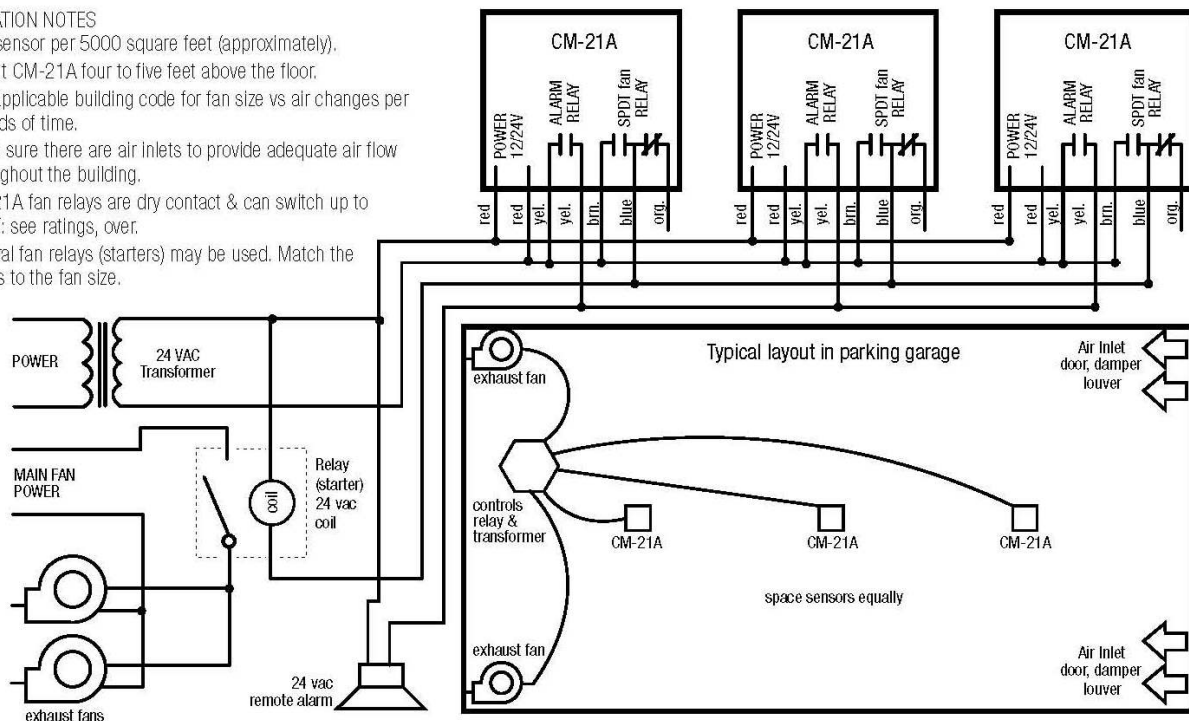 ATION NOTES
sensor per 5000 square feet (approximately).
t CM-21A four to five feet above the floor.
applicable building code for fan size vs air changes per
ds of time.
sure there are air inlets to provide adequate air flow
ghout the building.
21A fan relays are dry contact & can switch up to
: see ratings, over.
al fan relays (starters) may be used. Match the
s to the fan size.
CM-21A
POWER
12/24V
ALARM
RELAY
SPDT fan
RELAY
red
red
yel.
yel.
brn.
blue
org.
CM-21A
POWER
12/24V
ALARM
RELAY
SPDT fan
RELAY
red
red
yel.
yel.
brn.
blue
org.
CM-21A
POWER
12/24V
ALARM
RELAY
SPDT fan
RELAY
red
red
yel.
yel.
brn.
blue
org.
POWER
24 VAC
Transformer
MAIN FAN
POWER
coil
Relay
(starter)
24 vac
coil
exhaust fans
24 vac
remote alarm
Typical layout in parking garage
exhaust fan
Air Inlet
door, damper
louver
controls
relay &
transformer
CM-21A
CM-21A
CM-21A
space sensors equally
exhaust fan
Air Inlet
door, damper
louver